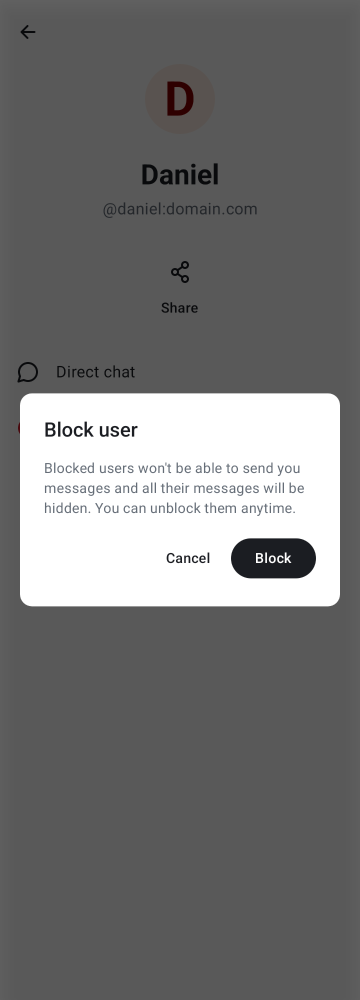 D
Daniel
@daniel:domain.com
Share
Direct chat
Block user
Blocked users won't be able to send you
messages and all their messages will be
hidden. You can unblock them anytime.
Cancel
Block